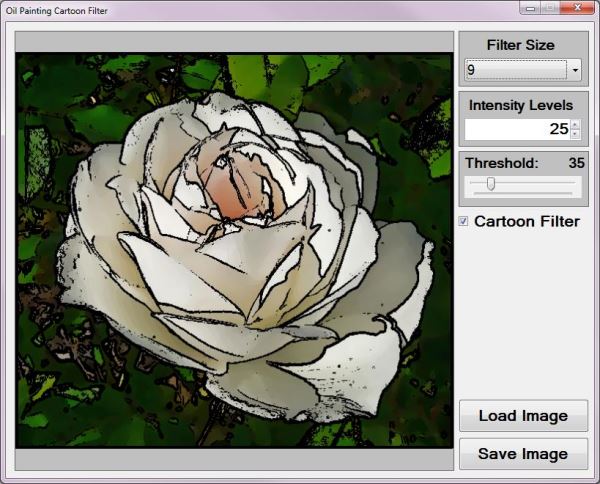 Oil Painting Cartoon Filter
Filter Size
9
Intensity Levels
25
Threshold: 35
Cartoon Filter
Load Image
Save Image